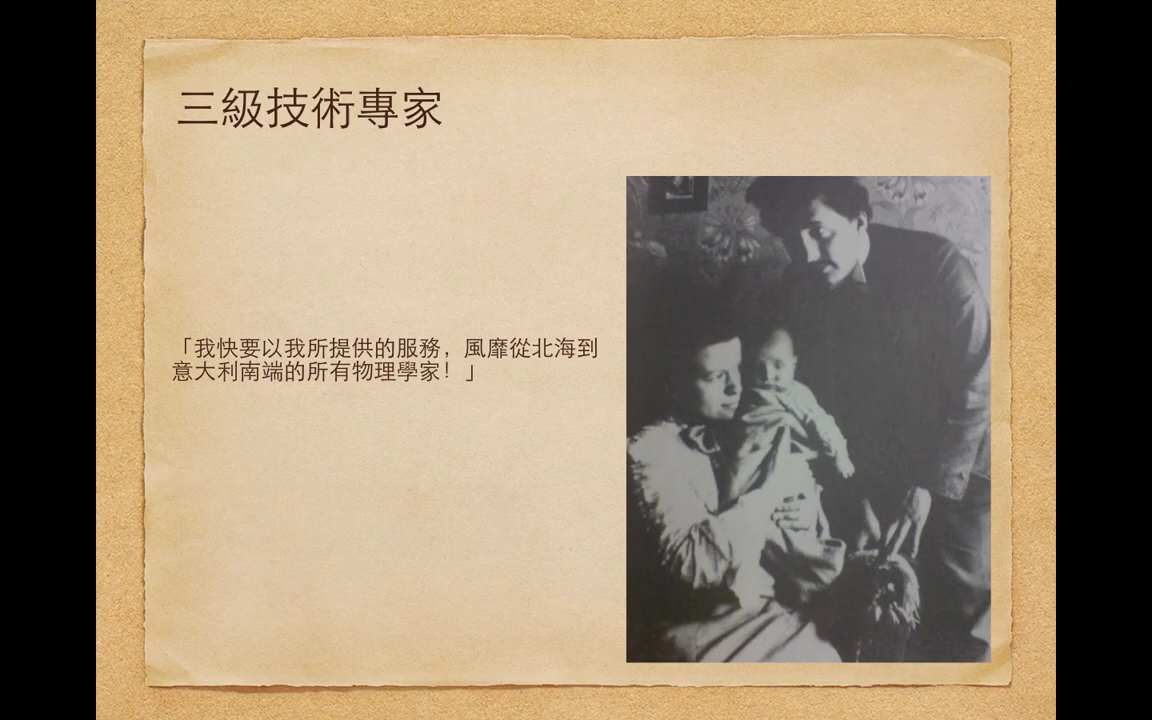 三級技術專家
「我快要以我所提供的服務，風靡從北海到
意大利南端的所有物理學家！」